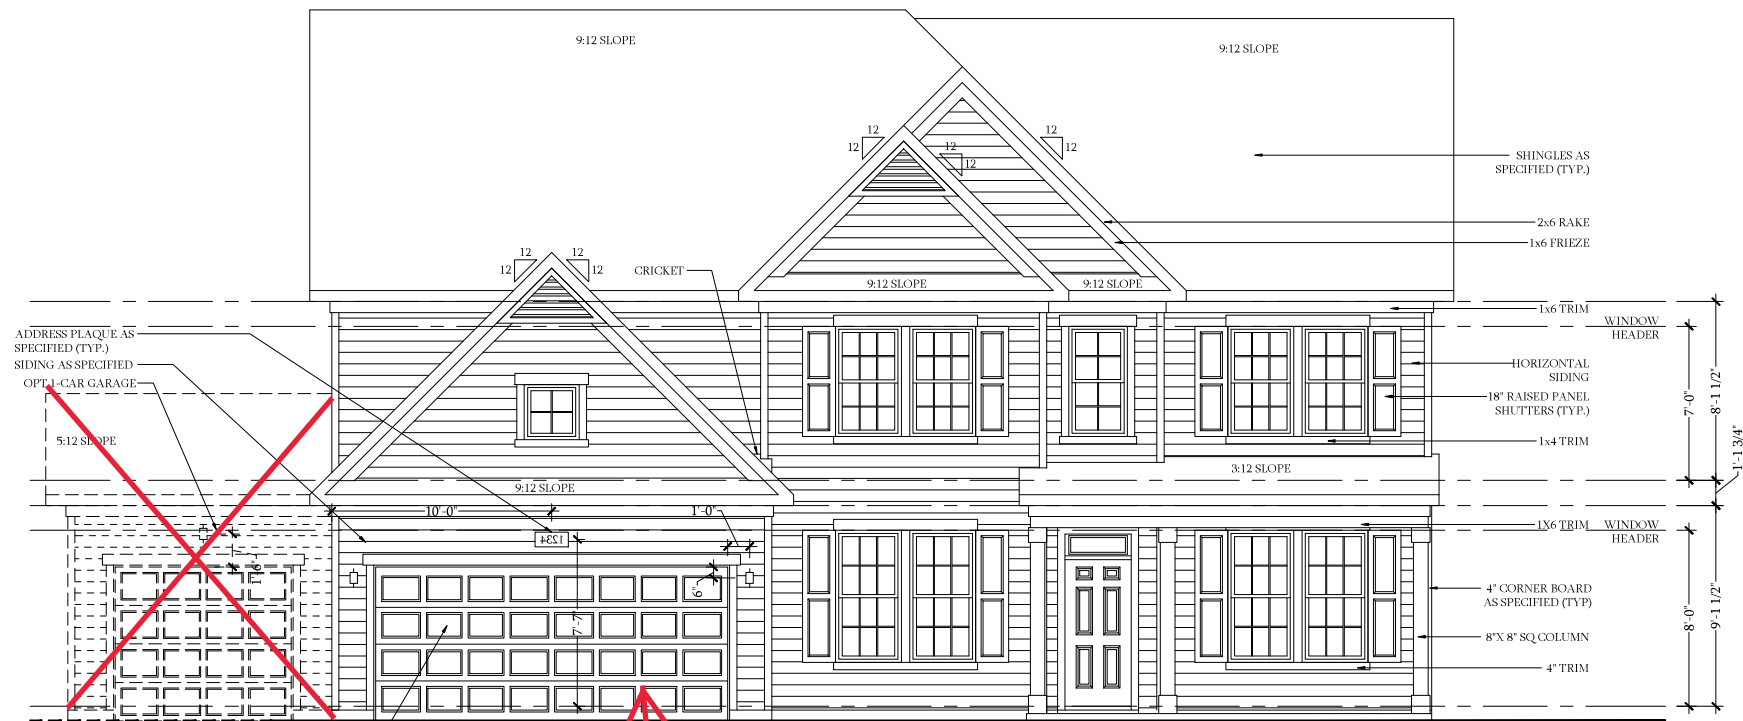 9:12 SLOPE
9:12 SLOPE
12
12
12
12
12
12
SHINGLES AS
SPECIFIED (TYP.)
2x6 RAKE
1x6 FRIEZE
12
12
12
12
CRICKET
9:12 SLOPE
9:12 SLOPE
1x6 TRIM
WINDOW
HEADER
ADDRESS PLAQUE AS
SPECIFIED (TYP.)
SIDING AS SPECIFIED
OPT 1-CAR GARAGE
HORIZONTAL
SIDING
18" RAISED PANEL
SHUTTERS (TYP.)
7'-0"
8'-1 1/2"
5:12 SLOPE
1x4 TRIM
1'-1 3/4"
3:12 SLOPE
9:12 SLOPE
10'-0"
1'-0"
1X6 TRIM
WINDOW
HEADER
1234
6"
7'-7"
4" CORNER BOARD
AS SPECIFIED (TYP)
8"X 8" SQ COLUMN
4" TRIM
8'-0"
9'-1 1/2"